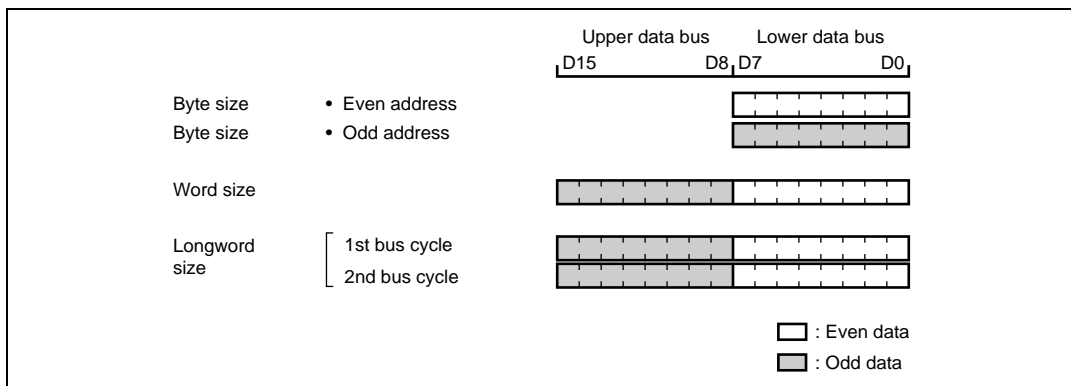 Upper data bus Lower data bus
D15 D8 D7 D0
Byte size • Even address
Byte size • Odd address
Word size
Longword size 1st bus cycle
2nd bus cycle
: Even data
: Odd data